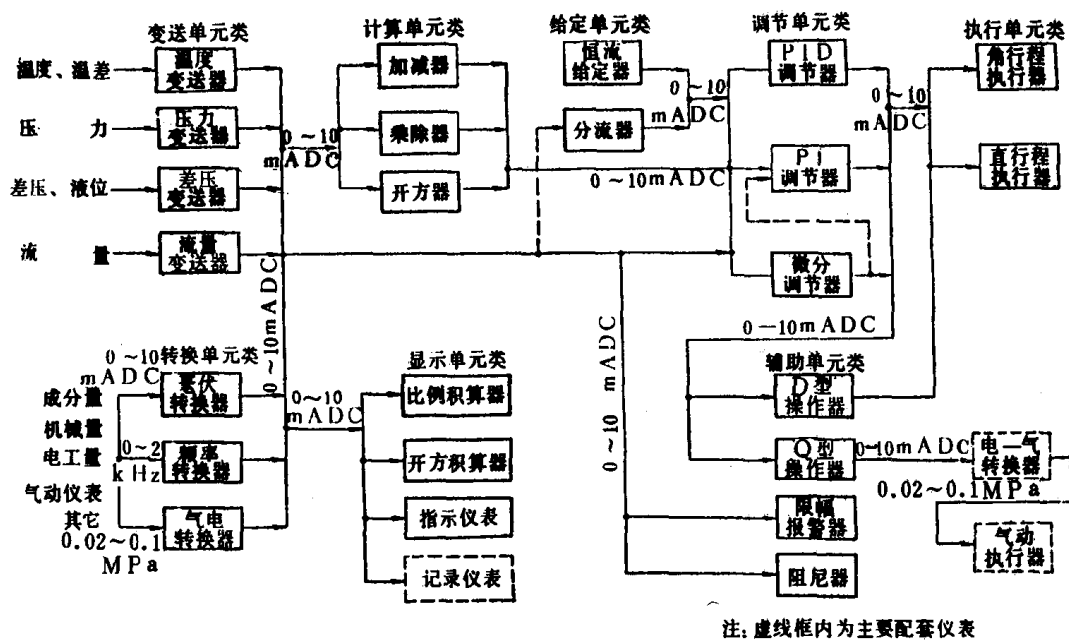 变送单元类
温度、温差
温度
变送器
压 力
压力
变送器
差压、液位
差压
变送器
流 量
流量
变送器
0～10
mADC
0～10mADC
计算单元类
加减器
乘除器
开方器
给定单元类
恒流
给定器
分流器
0～10
mADC
0～10mADC
调节单元类
PID
调节器
PI
调节器
微分
调节器
0～10
mADC
执行单元类
角行程
执行器
直行程
执行器
0～10转换单元类
mADC
成分量
机械量
电工量
气动仪表
其它
0.02～0.1
MPa
0～2
kHz
毫伏
转换器
频率
转换器
气电
转换器
0～10
mADC
显示单元类
比例积算器
开方积算器
指示仪表
记录仪表
0～10 mADC
0—10mADC
辅助单元类
D型
操作器
Q型
操作器
0～10mADC
电—气
转换器
0.02～0.1MPa
限幅
报警器
气动
执行器
阻尼器
注：虚线框内为主要配套仪表